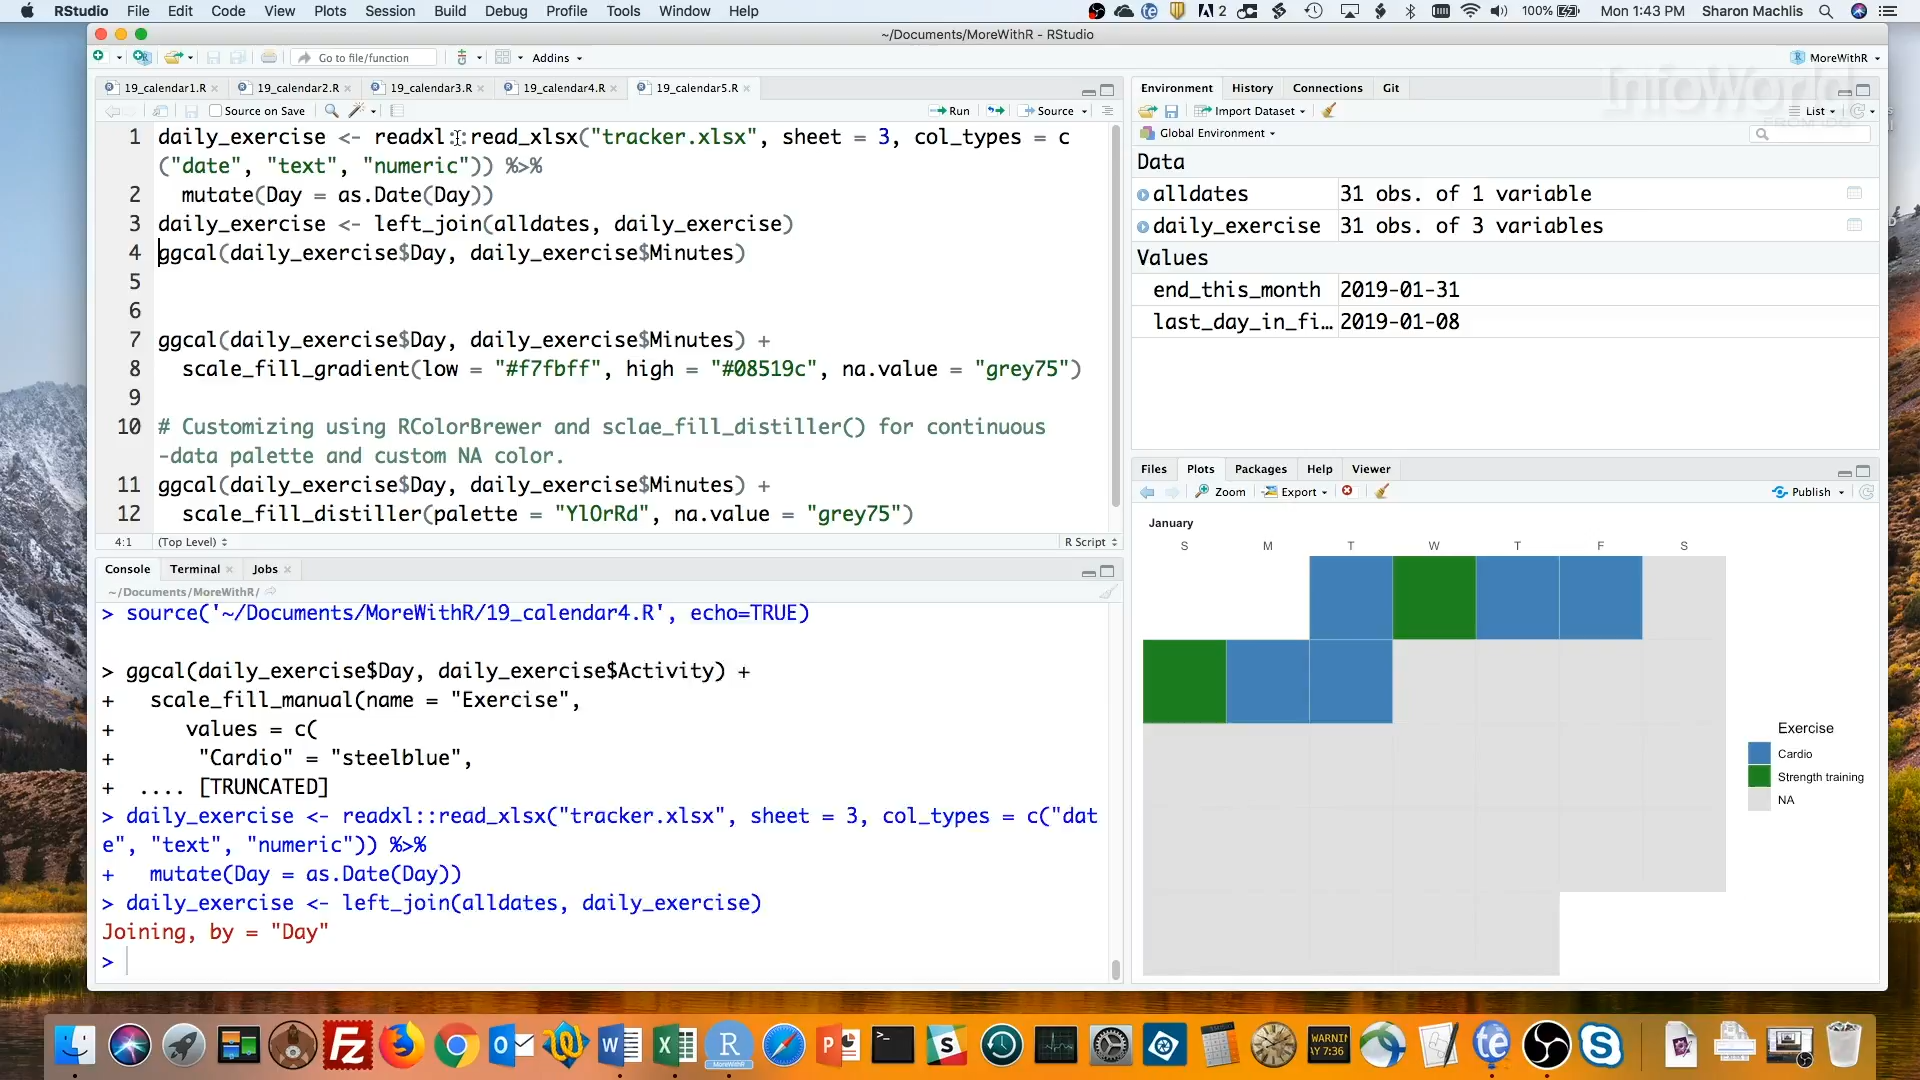 RStudio File Edit Code View Plots Session Build Debug Profile Tools Window Help
2 100% Mon 1:43 PM Sharon Machlis
~/Documents/MoreWithR - RStudio
Go to file/function Addins MoreWithR
19_calendar1.R 19_calendar2.R 19_calendar3.R 19_calendar4.R 19_calendar5.R
Source on Save Run Source
1 daily_exercise <- readxl::read_xlsx("tracker.xlsx", sheet = 3, col_types = c
("date", "text", "numeric")) %>%
2 mutate(Day = as.Date(Day))
3 daily_exercise <- left_join(alldates, daily_exercise)
4 ggcal(daily_exercise$Day, daily_exercise$Minutes)
5
6
7 ggcal(daily_exercise$Day, daily_exercise$Minutes) +
8 scale_fill_gradient(low = "#f7fbff", high = "#08519c", na.value = "grey75")
9
10 # Customizing using RColorBrewer and sclae_fill_distiller() for continuous
-data palette and custom NA color.
11 ggcal(daily_exercise$Day, daily_exercise$Minutes) +
12 scale_fill_distiller(palette = "YlOrRd", na.value = "grey75")
4:1 (Top Level) R Script
Console Terminal Jobs
~/Documents/MoreWithR/
> source('~/Documents/MoreWithR/19_calendar4.R', echo=TRUE)
> ggcal(daily_exercise$Day, daily_exercise$Activity) +
+ scale_fill_manual(name = "Exercise",
+ values = c(
+ "Cardio" = "steelblue",
+ .... [TRUNCATED]
> daily_exercise <- readxl::read_xlsx("tracker.xlsx", sheet = 3, col_types = c("dat
e", "text", "numeric")) %>%
+ mutate(Day = as.Date(Day))
> daily_exercise <- left_join(alldates, daily_exercise)
Joining, by = "Day"
>
Environment History Connections Git
InfoWorld
FROM IDG
Import Dataset List
Global Environment
Data
alldates 31 obs. of 1 variable
daily_exercise 31 obs. of 3 variables
Values
end_this_month 2019-01-31
last_day_in_fi… 2019-01-08
Files Plots Packages Help Viewer
Zoom Export Publish
January
S M T W T F S
Exercise
Cardio
Strength training
NA
WARNIN
AY 7:36
MoreWithR